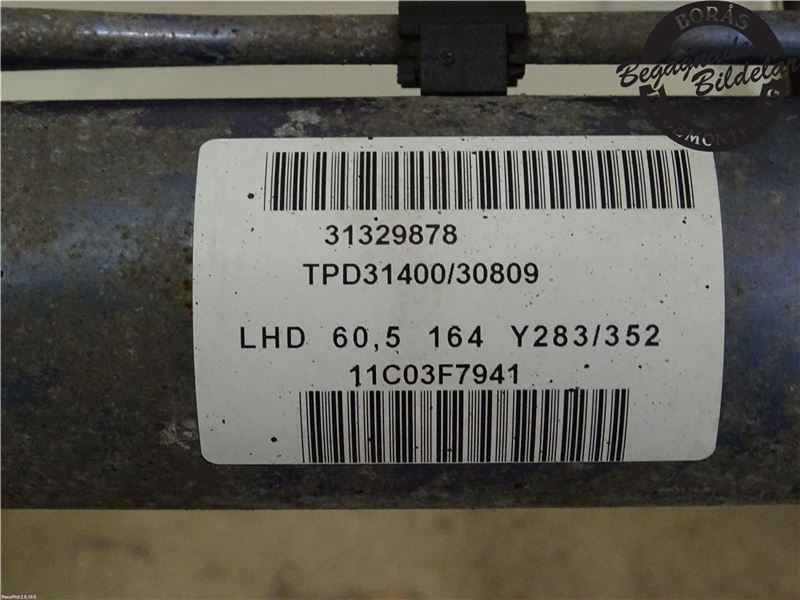 BORÅS
Begagnade
Bildelar
31329878
TPD31400/30809
LHD 60,5 164 Y283/352
11C03F7941